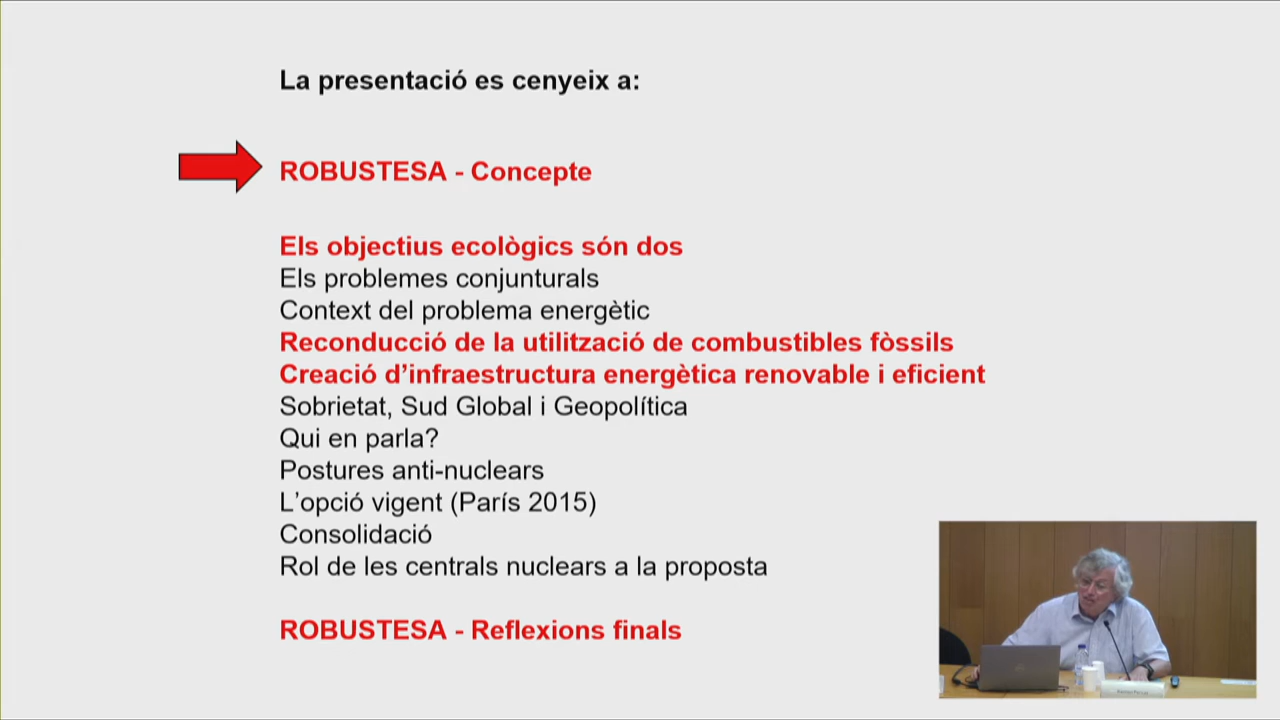 La presentació es cenyeix a:
ROBUSTESA - Concepte
Els objectius ecològics són dos
Els problemes conjunturals
Context del problema energètic
Reconducció de la utilització de combustibles fòssils
Creació d’infraestructura energètica renovable i eficient
Sobrietat, Sud Global i Geopolítica
Qui en parla?
Postures anti-nuclears
L’opció vigent (París 2015)
Consolidació
Rol de les centrals nuclears a la proposta
ROBUSTESA - Reflexions finals